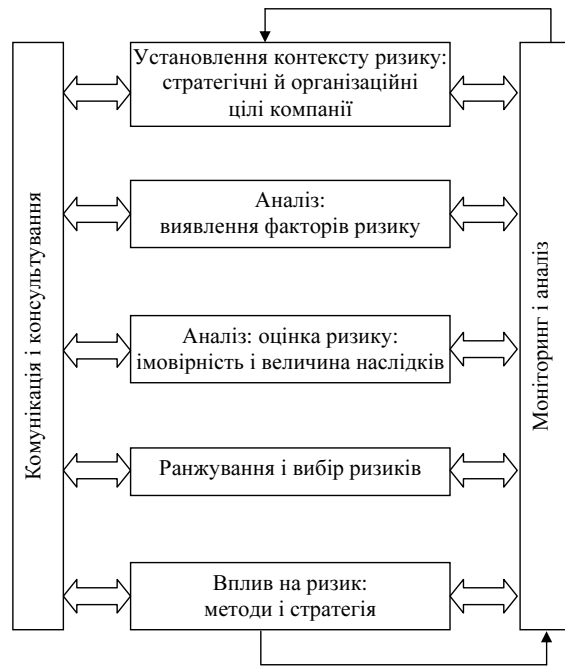 Комунікація і консультування
Установлення контексту ризику:
стратегічні й організаційні
цілі компанії
Аналіз:
виявлення факторів ризику
Аналіз: оцінка ризику:
імовірність і величина наслідків
Ранжування і вибір ризиків
Вплив на ризик:
методи і стратегія
Моніторинг і аналіз